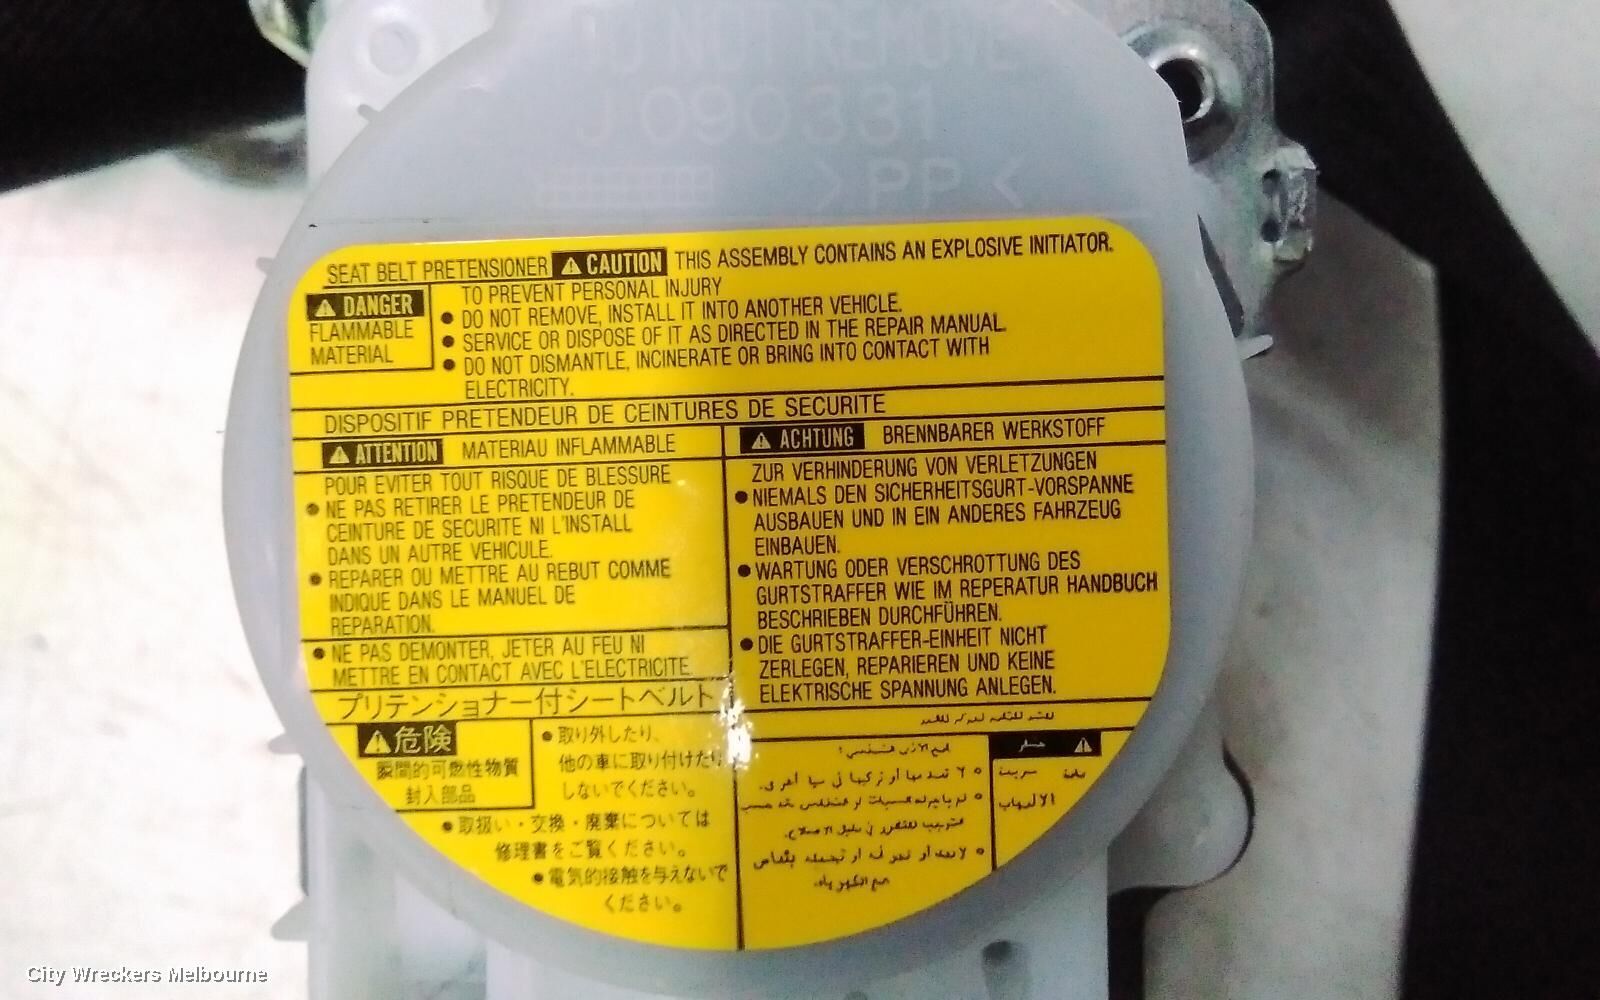 DO NOT REMOVE
J090331
>PP<
SEAT BELT PRETENSIONER ⚠ CAUTION THIS ASSEMBLY CONTAINS AN EXPLOSIVE INITIATOR.
⚠ DANGER
FLAMMABLE
MATERIAL
TO PREVENT PERSONAL INJURY
● DO NOT REMOVE, INSTALL IT INTO ANOTHER VEHICLE.
● SERVICE OR DISPOSE OF IT AS DIRECTED IN THE REPAIR MANUAL.
● DO NOT DISMANTLE, INCINERATE OR BRING INTO CONTACT WITH
ELECTRICITY.
DISPOSITIF PRETENDEUR DE CEINTURES DE SECURITE
⚠ ATTENTION MATERIAU INFLAMMABLE
POUR EVITER TOUT RISQUE DE BLESSURE
● NE PAS RETIRER LE PRETENDEUR DE
CEINTURE DE SECURITE NI L'INSTALL
DANS UN AUTRE VEHICULE.
● REPARER OU METTRE AU REBUT COMME
INDIQUE DANS LE MANUEL DE
REPARATION.
● NE PAS DEMONTER, JETER AU FEU NI
METTRE EN CONTACT AVEC L'ELECTRICITE
⚠ ACHTUNG BRENNBARER WERKSTOFF
ZUR VERHINDERUNG VON VERLETZUNGEN
● NIEMALS DEN SICHERHEITSGURT-VORSPANNE
AUSBAUEN UND IN EIN ANDERES FAHRZEUG
EINBAUEN.
● WARTUNG ODER VERSCHROTTUNG DES
GURTSTRAFFER WIE IM REPERATUR HANDBUCH
BESCHRIEBEN DURCHFÜHREN.
● DIE GURTSTRAFFER-EINHEIT NICHT
ZERLEGEN, REPARIEREN UND KEINE
ELEKTRISCHE SPANNUNG ANLEGEN.
プリテンショナー付シートベルト
⚠危険
瞬間的可燃性物質
封入部品
●取り外したり、
他の車に取り付けたり
しないでください。
●取扱い・交換・廃棄については
修理書をご覧ください。
●電気的接触を与えないで
ください。
⚠ خطر
سريعة
الالتهاب
City Wreckers Melbourne